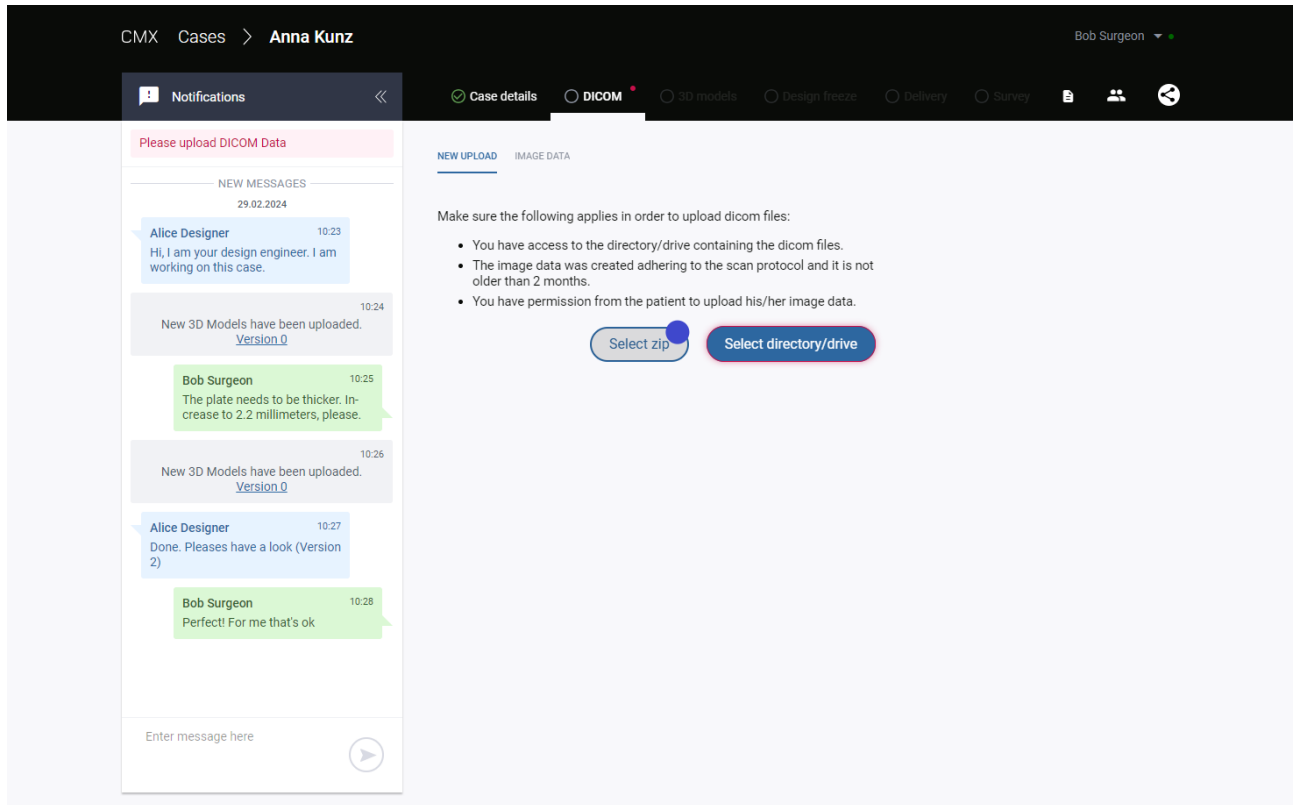 CMX Cases > Anna Kunz
Bob Surgeon
Notifications
Case details
DICOM
3D models
Design freeze
Delivery
Survey
Please upload DICOM Data
NEW MESSAGES
29.02.2024
Alice Designer 10:23
Hi, I am your design engineer. I am
working on this case.
10:24
New 3D Models have been uploaded.
Version 0
Bob Surgeon 10:25
The plate needs to be thicker. In-
crease to 2.2 millimeters, please.
10:26
New 3D Models have been uploaded.
Version 0
Alice Designer 10:27
Done. Pleases have a look (Version
2)
Bob Surgeon 10:28
Perfect! For me that's ok
Enter message here
NEW UPLOAD IMAGE DATA
Make sure the following applies in order to upload dicom files:
• You have access to the directory/drive containing the dicom files.
• The image data was created adhering to the scan protocol and it is not
older than 2 months.
• You have permission from the patient to upload his/her image data.
Select zip
Select directory/drive